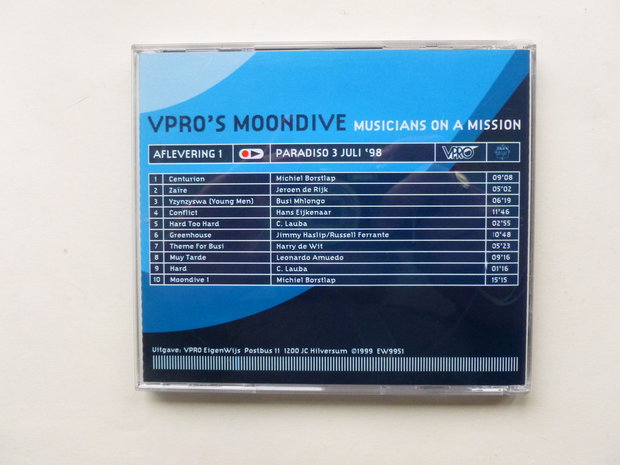 VPRO'S MOONDIVE MUSICIANS ON A MISSION
AFLEVERING 1 PARADISO 3 JULI '98 VPRO
1 Centurion Michiel Borstlap 09'08
2 Zaïre Jeroen de Rijk 05'02
3 Yzynzyswa (Young Men) Busi Mhlongo 06'19
4 Conflict Hans Eijkenaar 11'46
5 Hard Too Hard C. Lauba 02'55
6 Greenhouse Jimmy Haslip/Russell Ferrante 10'48
7 Theme For Busi Harry de Wit 05'23
8 Muy Tarde Leonardo Amuedo 09'16
9 Hard C. Lauba 01'16
10 Moondive 1 Michiel Borstlap 15'15
Uitgave: VPRO EigenWijs Postbus 11 1200 JC Hilversum ©1999 EW9951